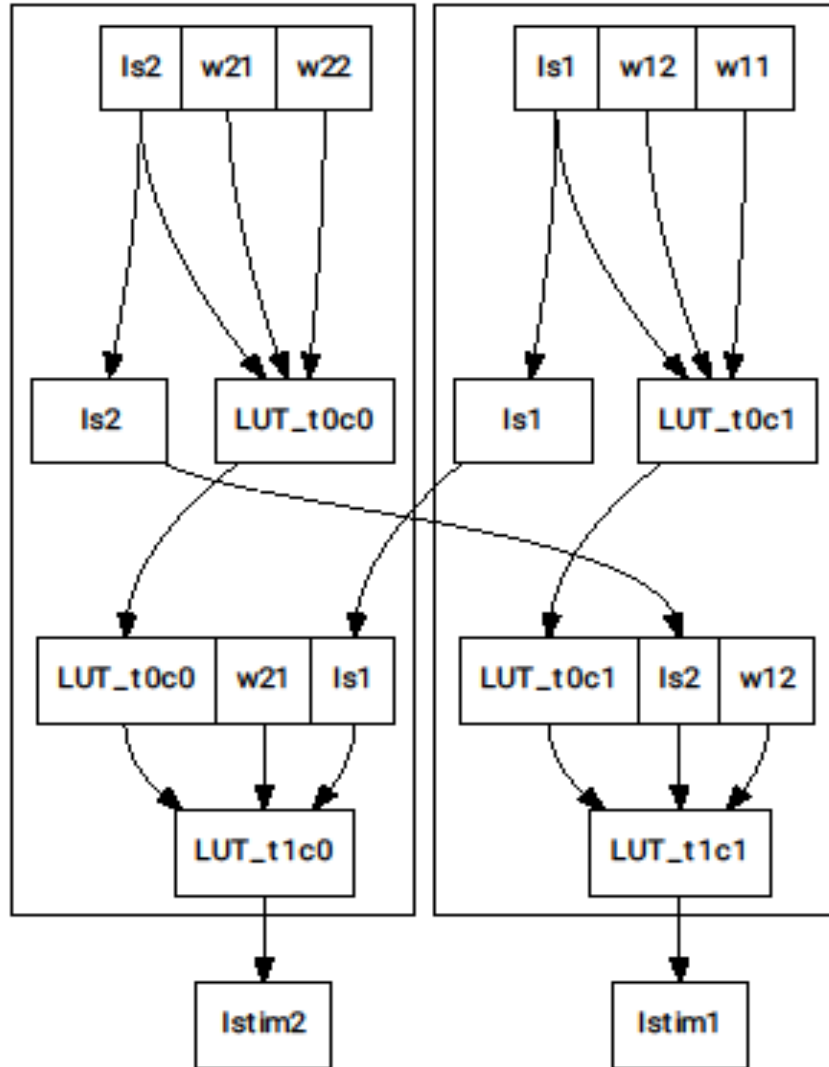 Is2 w21 w22
Is1 w12 w11
Is2 LUT_t0c0
Is1 LUT_t0c1
LUT_t0c0 w21 Is1
LUT_t0c1 Is2 w12
LUT_t1c0
LUT_t1c1
Istim2
Istim1